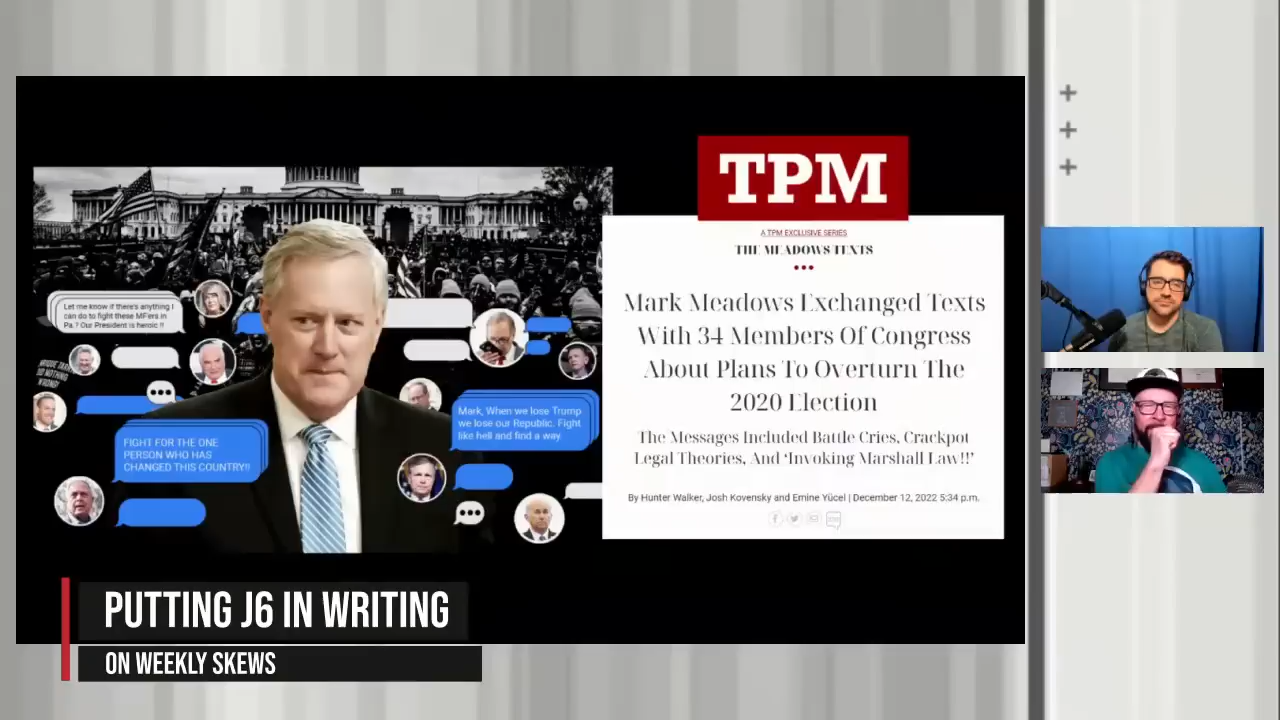 TPM
A TPM EXCLUSIVE SERIES
THE MEADOWS TEXTS
Mark Meadows Exchanged Texts
With 34 Members Of Congress
About Plans To Overturn The
2020 Election
The Messages Included Battle Cries, Crackpot
Legal Theories, And ‘Invoking Marshall Law!!’
By Hunter Walker, Josh Kovensky and Emine Yücel | December 12, 2022 5:34 p.m.
Let me know if there's anything I
can do to fight these MF'ers in
Pa.? Our President is heroic !!
NOTHING
WRONG!
FIGHT FOR THE ONE
PERSON WHO HAS
CHANGED THIS COUNTRY!!
Mark, When we lose Trump
we lose our Republic. Fight
like hell and find a way.
PUTTING J6 IN WRITING
ON WEEKLY SKEWS